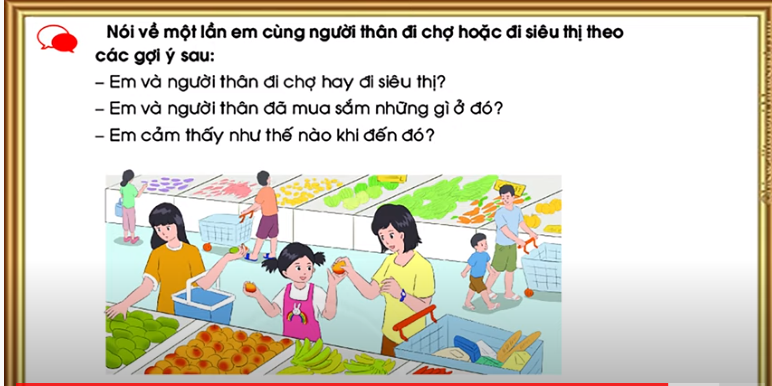 Nói về một lần em cùng người thân đi chợ hoặc đi siêu thị theo
các gợi ý sau:
– Em và người thân đi chợ hay đi siêu thị?
– Em và người thân đã mua sắm những gì ở đó?
– Em cảm thấy như thế nào khi đến đó?